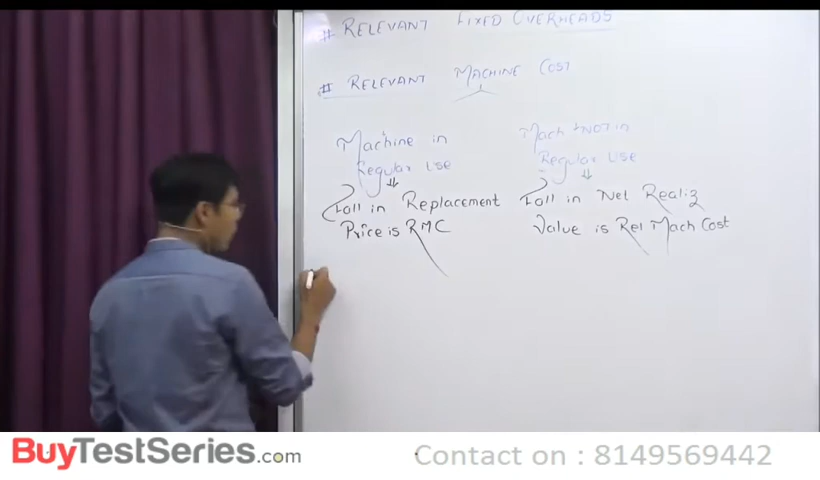 # RELEVANT FIXED OVERHEADS
# RELEVANT MACHINE COST
Machine in
Regular Use
Fall in Replacement
Price is RMC
Mach NOT in
Regular Use
Fall in Net Realiz
Value is Rel Mach Cost
BuyTestSeries.com
Contact on : 8149569442